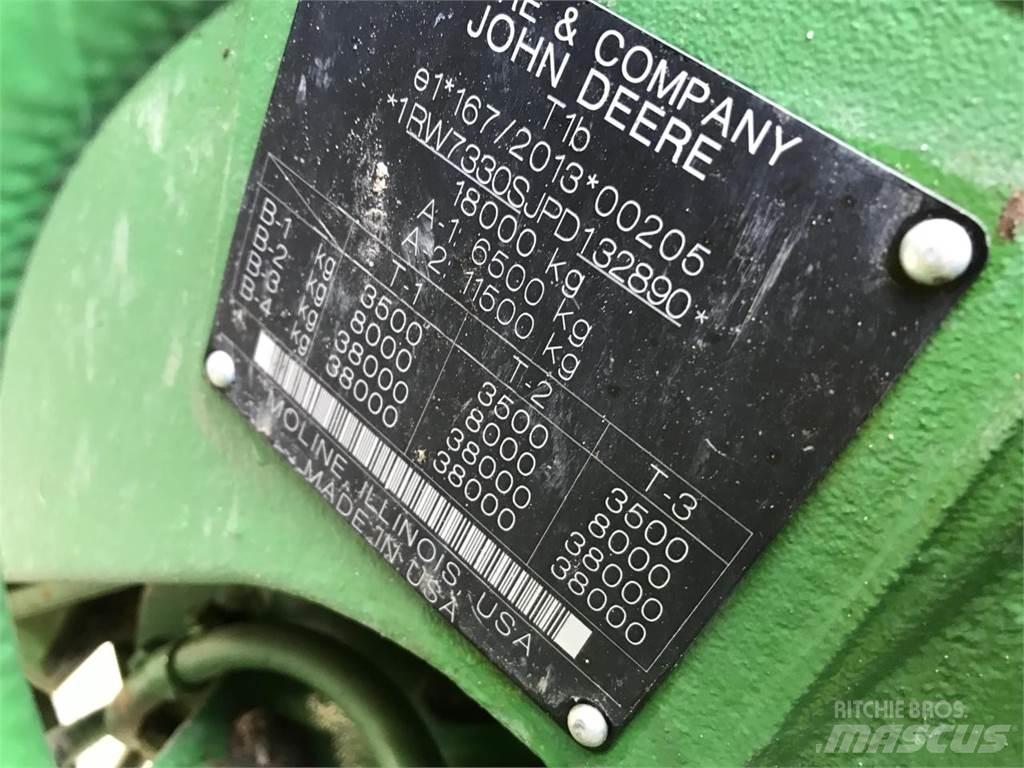 & COMPANY
JOHN DEERE
T1b
e1*167/2013*00205
*1RW7330SJPD132890*
18000 kg
A-1 6500 kg
A-2 11500 kg
T-1 T-2 T-3
B-1 kg 3500 3500 3500
B-2 kg 8000 8000 8000
B-3 kg 38000 38000 38000
B-4 kg 38000 38000 38000
MOLINE, ILLINOIS, USA
MADE IN USA
RITCHIE BROS.
MASCUS